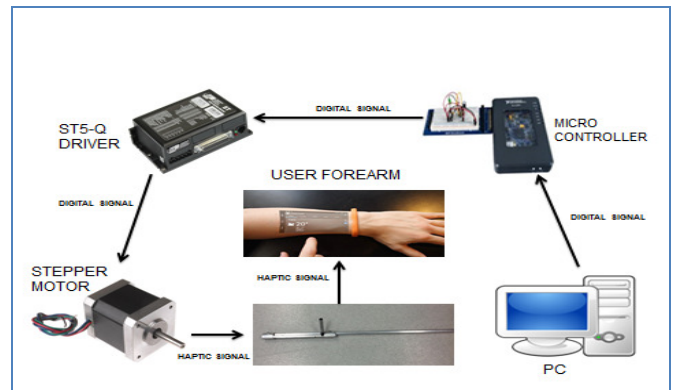 DIGITAL SIGNAL
ST5-Q
DRIVER
MICRO
CONTROLLER
USER FOREARM
DIGITAL SIGNAL
DIGITAL SIGNAL
STEPPER
MOTOR
HAPTIC SIGNAL
HAPTIC SIGNAL
PC